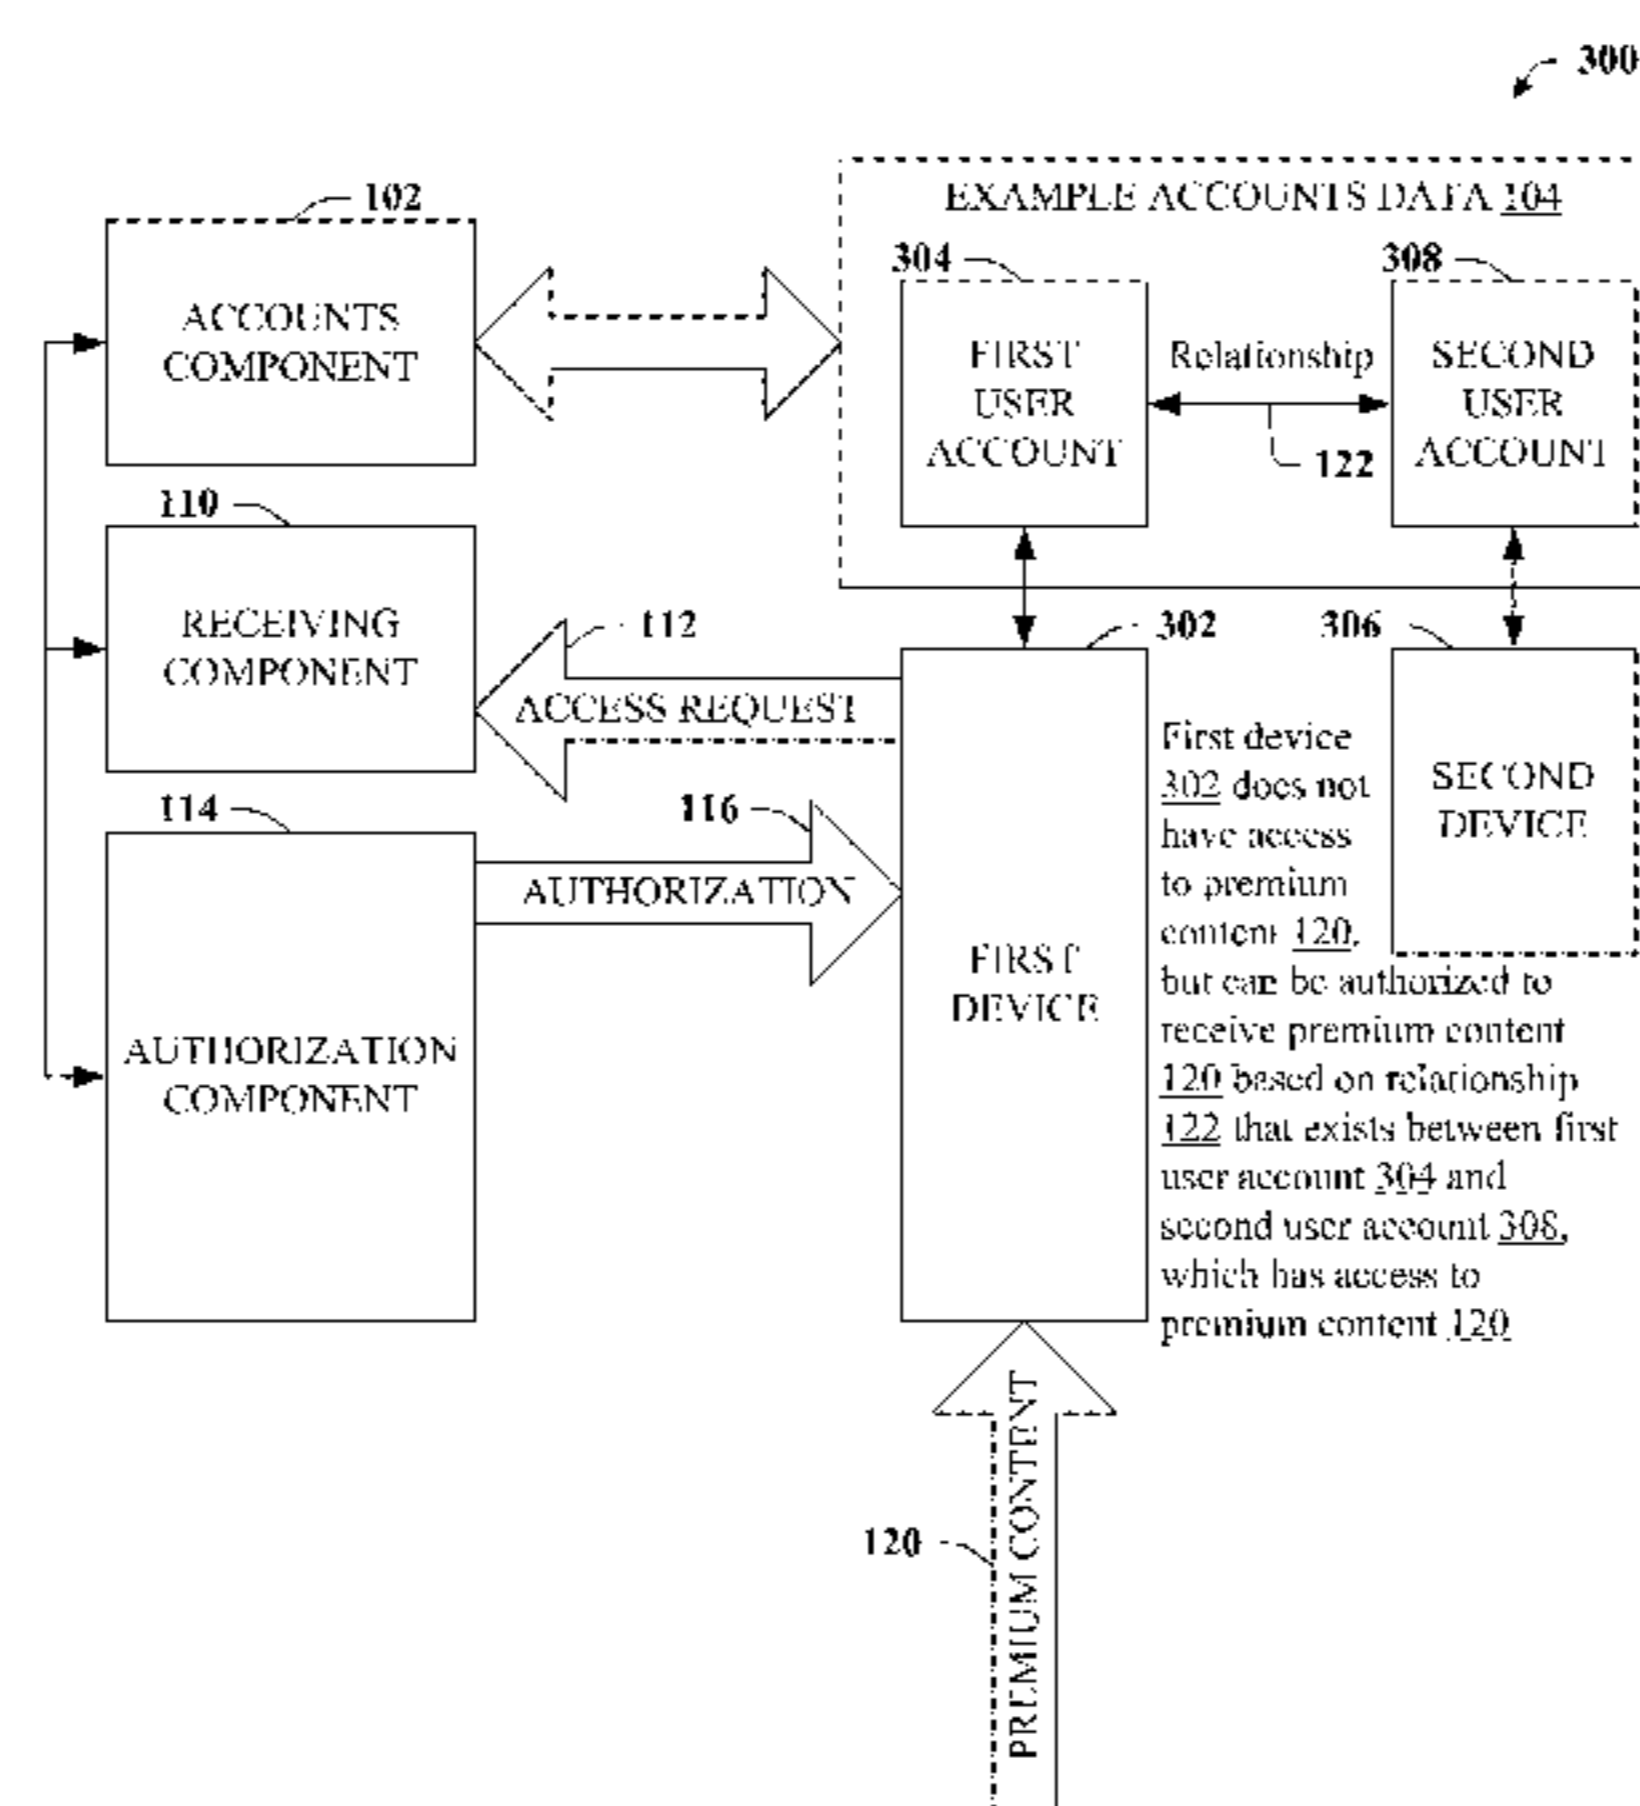 300
102
EXAMPLE ACCOUNTS DATA 104
304
308
ACCOUNTS
COMPONENT
FIRST
USER
ACCOUNT
Relationship
122
SECOND
USER
ACCOUNT
110
RECEIVING
COMPONENT
112
ACCESS REQUEST
302
306
114
116
AUTHORIZATION
AUTHORIZATION
COMPONENT
FIRST
DEVICE
SECOND
DEVICE
First device
302 does not
have access
to premium
content 120,
but can be authorized to
receive premium content
120 based on relationship
122 that exists between first
user account 304 and
second user account 308,
which has access to
premium content 120
120
PREMIUM CONTENT